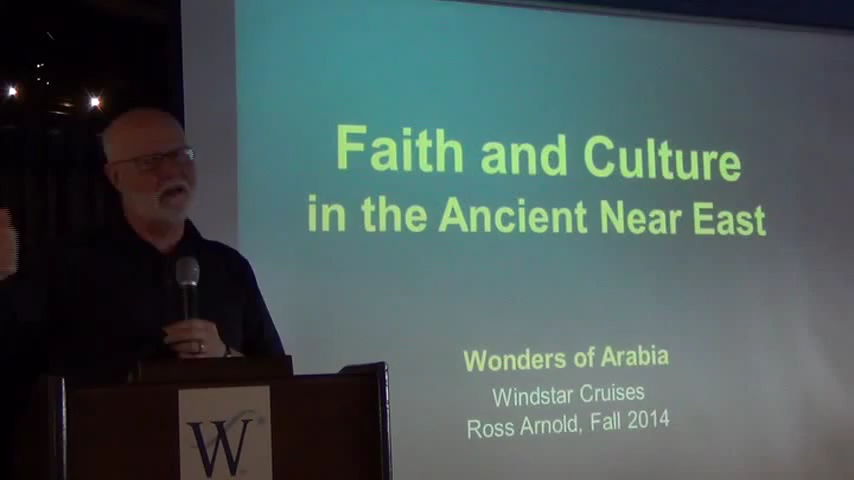 Faith and Culture
in the Ancient Near East
Wonders of Arabia
Windstar Cruises
Ross Arnold, Fall 2014
W